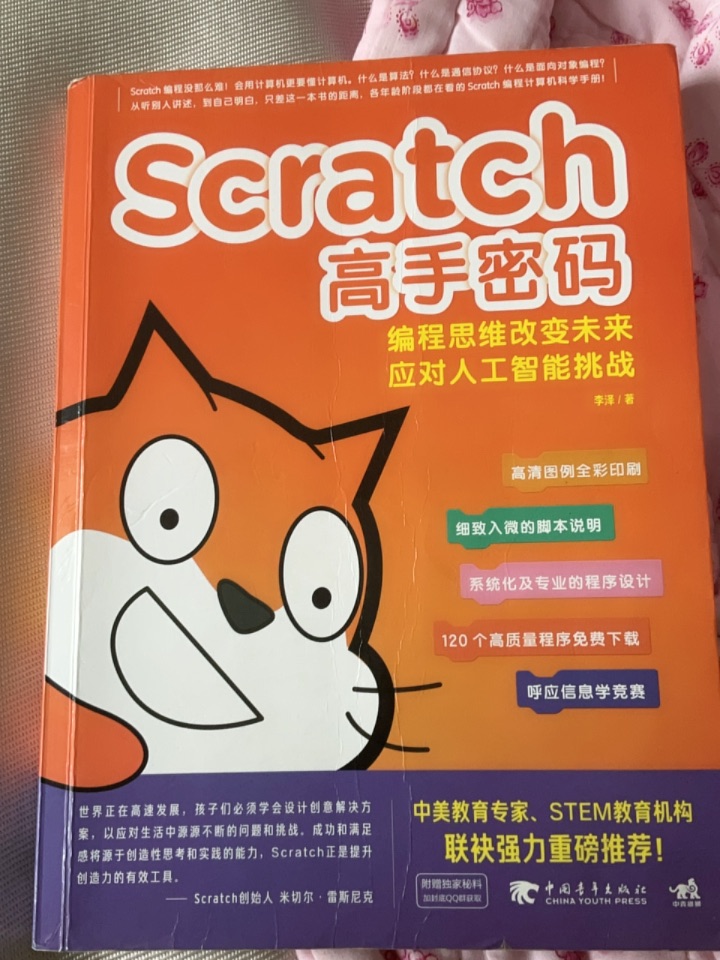 Scratch 编程没那么难！会用计算机更要懂计算机。什么是算法？什么是通信协议？什么是面向对象编程？
从听别人讲述，到自己明白，只差这一本书的距离，各年龄阶段都在看的 Scratch 编程计算机科学手册！
Scratch
高手密码
编程思维改变未来
应对人工智能挑战
李泽 / 著
高清图例全彩印刷
细致入微的脚本说明
系统化及专业的程序设计
120 个高质量程序免费下载
呼应信息学竞赛
世界正在高速发展，孩子们必须学会设计创意解决方
案，以应对生活中源源不断的问题和挑战。成功和满足
感将源于创造性思考和实践的能力，Scratch正是提升
创造力的有效工具。
—— Scratch创始人 米切尔·雷斯尼克
中美教育专家、STEM教育机构
联袂强力重磅推荐！
附赠独家秘料
加封底QQ群获取
中国青年出版社
CHINA YOUTH PRESS
中青雄狮